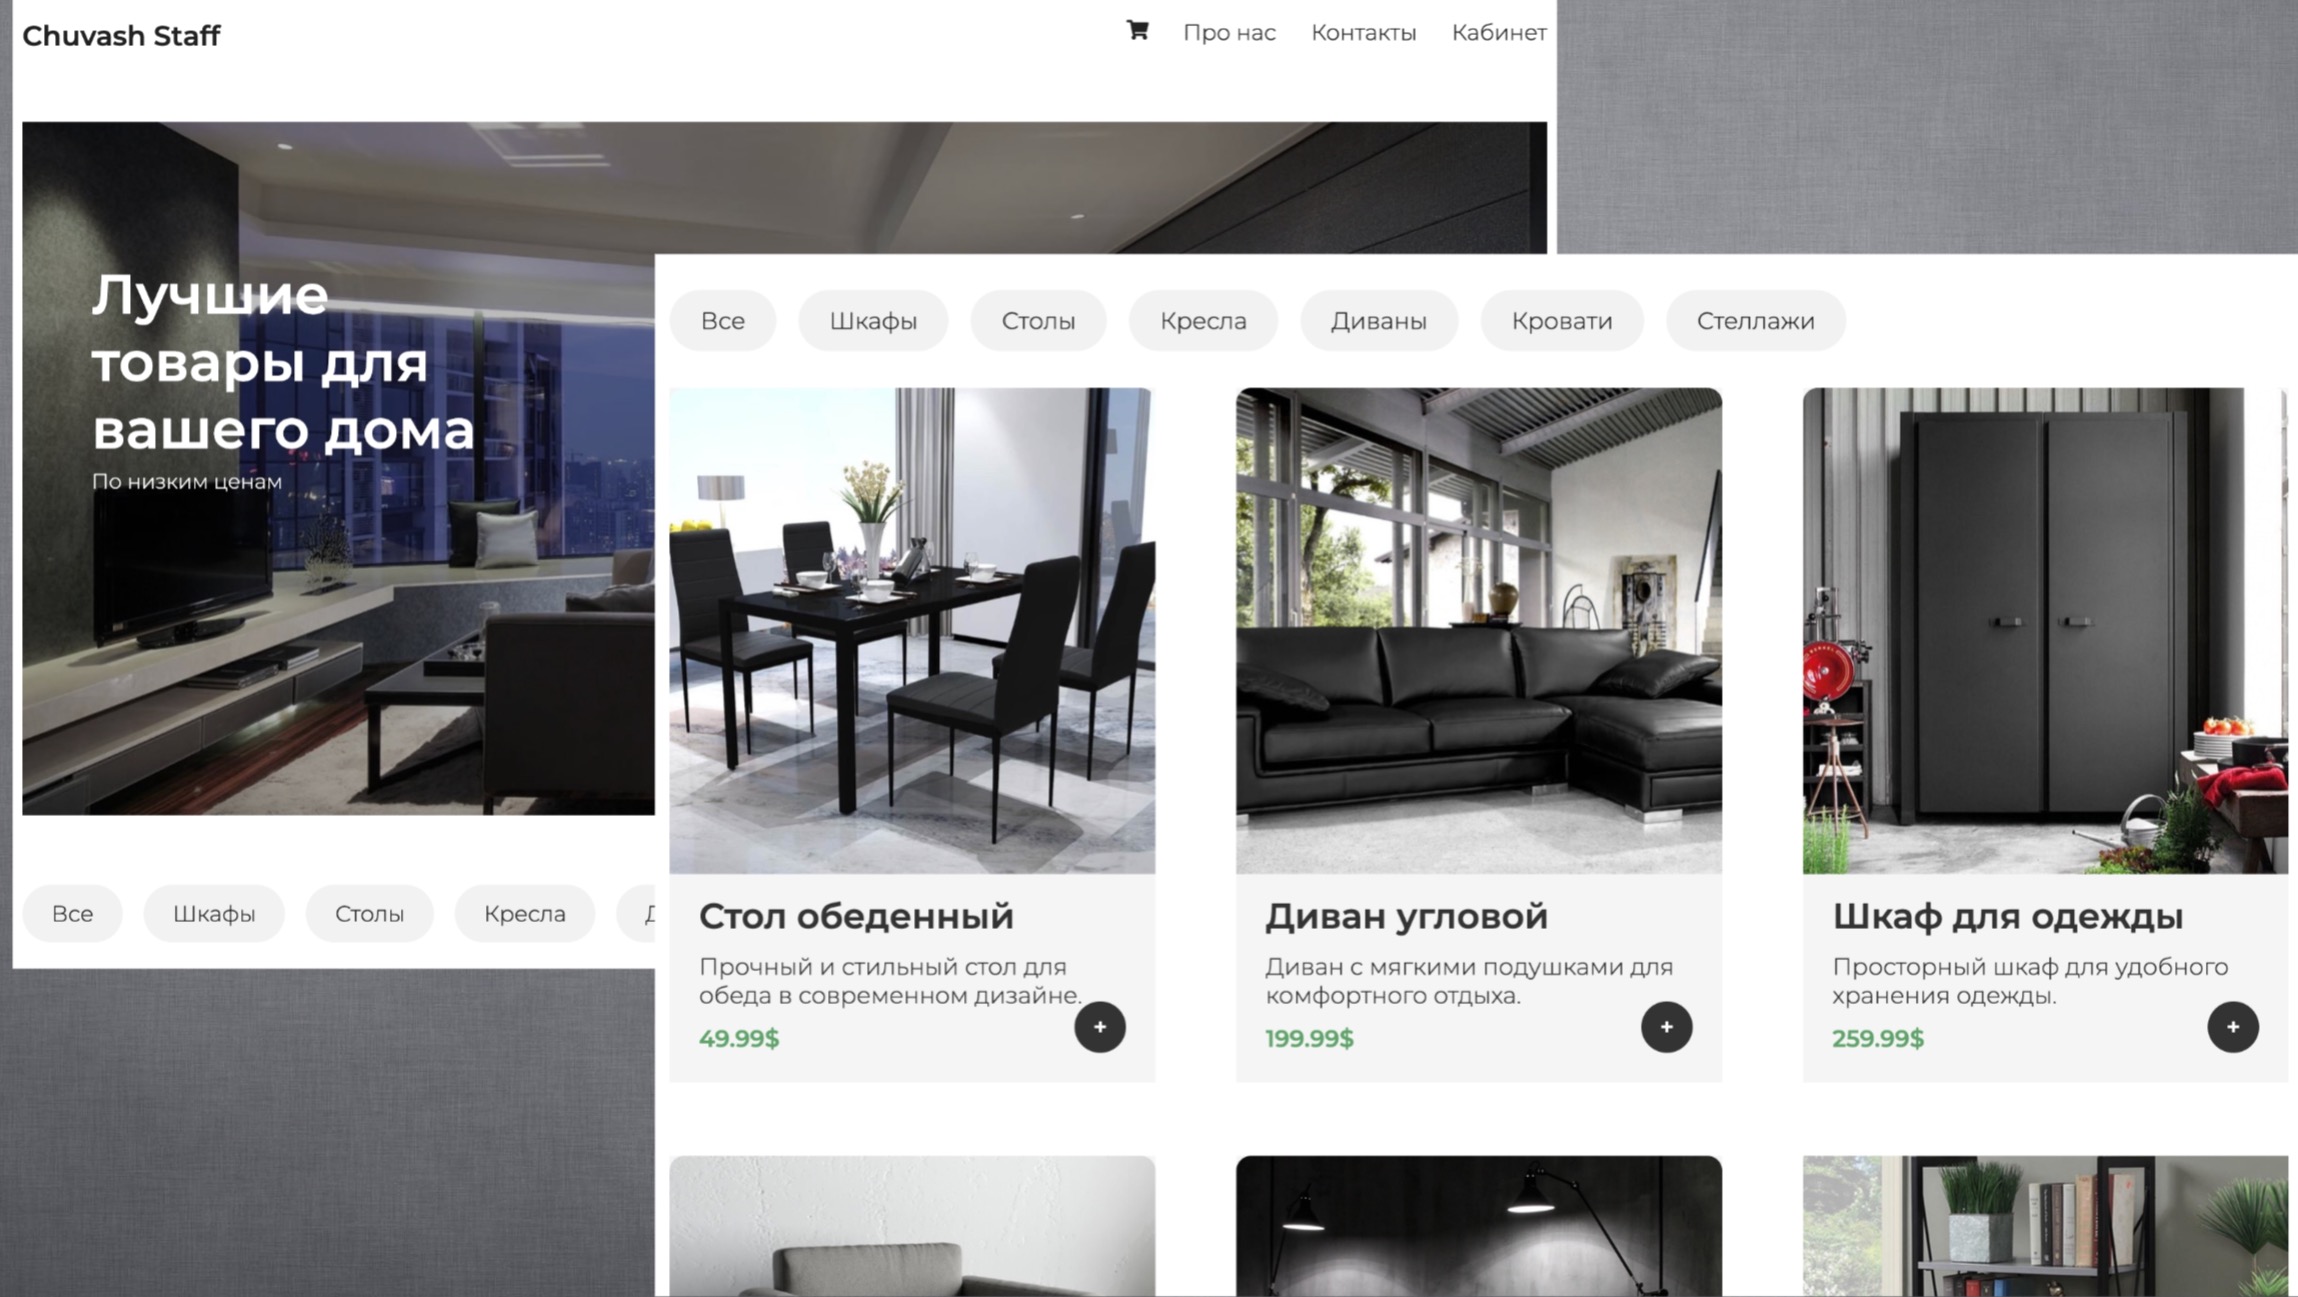 Chuvash Staff
Про нас Контакты Кабинет
Лучшие
товары для
вашего дома
По низким ценам
Все Шкафы Столы Кресла
Все Шкафы Столы Кресла Диваны Кровати Стеллажи
Стол обеденный
Прочный и стильный стол для
обеда в современном дизайне.
49.99$
+
Диван угловой
Диван с мягкими подушками для
комфортного отдыха.
199.99$
+
Шкаф для одежды
Просторный шкаф для удобного
хранения одежды.
259.99$
+